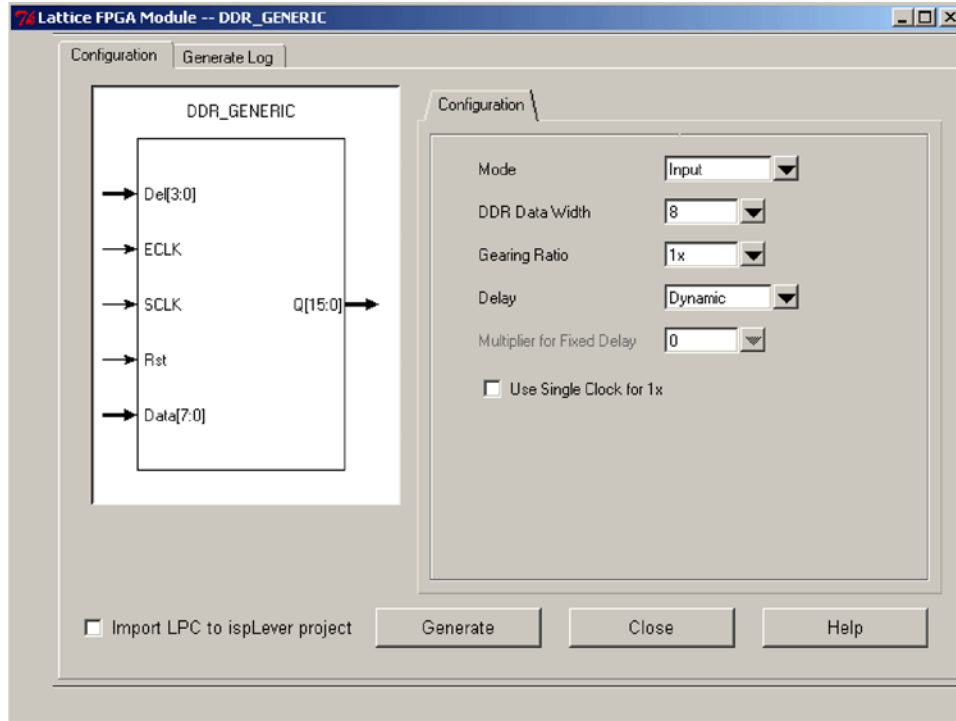 Lattice FPGA Module -- DDR_GENERIC
Configuration Generate Log
DDR_GENERIC
Del[3:0]
ECLK
SCLK Q[15:0]
Rst
Data[7:0]
Configuration
Mode Input
DDR Data Width 8
Gearing Ratio 1x
Delay Dynamic
Multiplier for Fixed Delay 0
Use Single Clock for 1x
Import LPC to ispLever project Generate Close Help